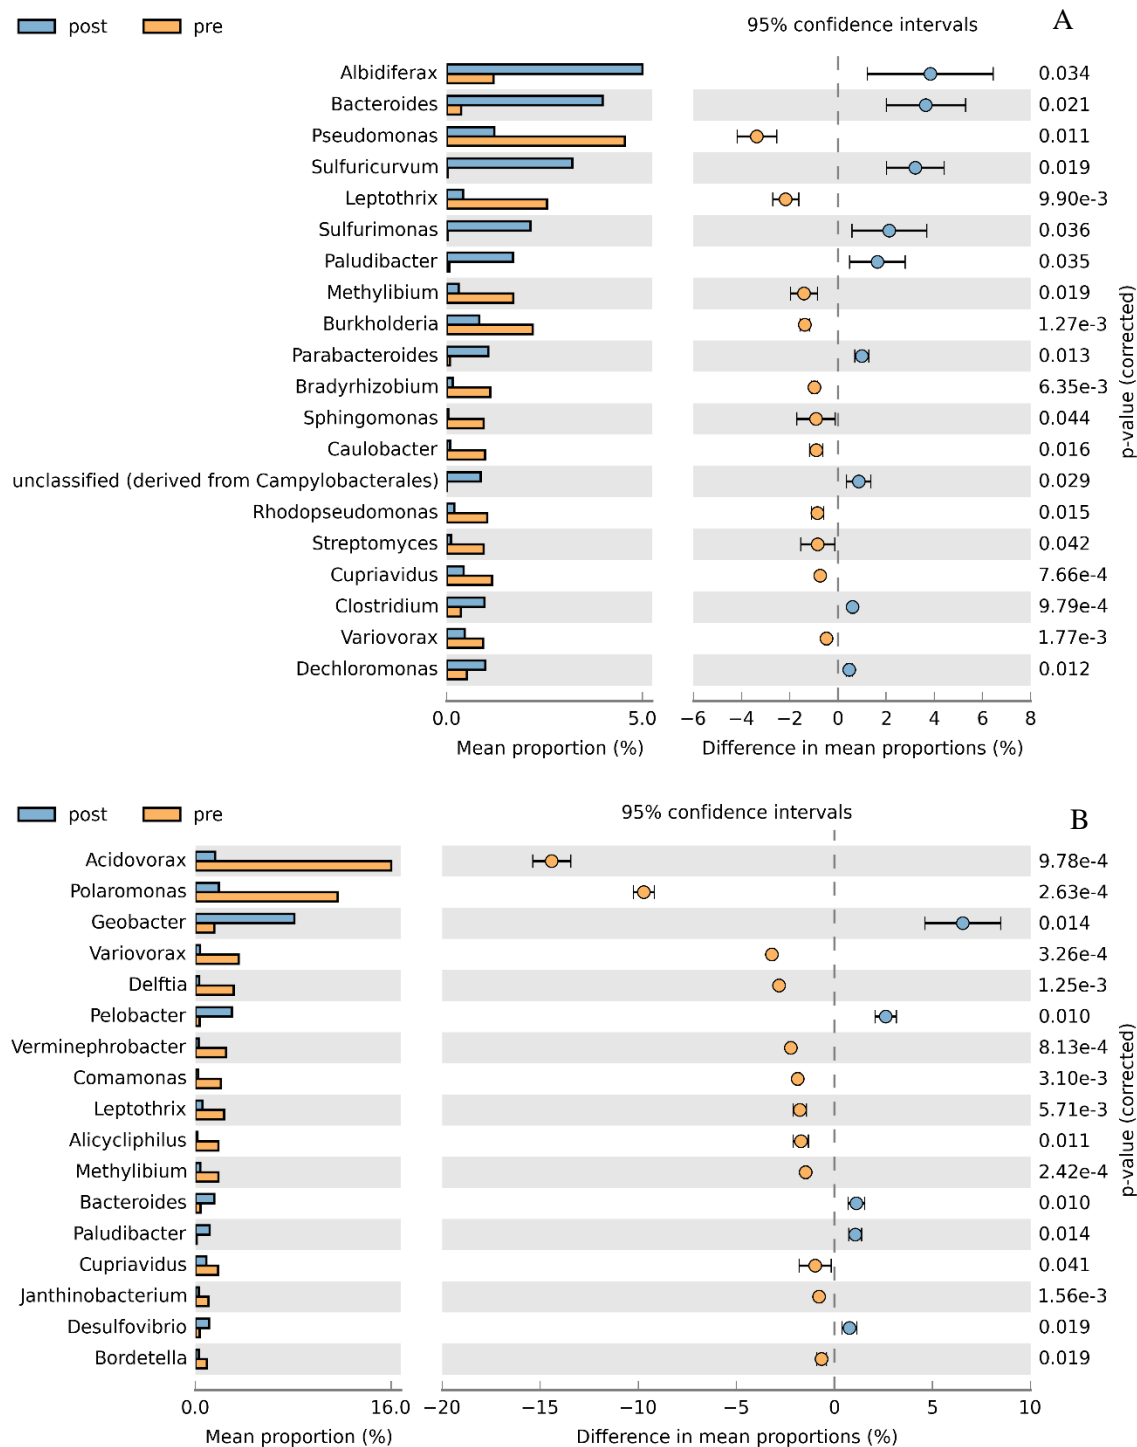 post pre 95% confidence intervals A
Albidiferax 0.034
Bacteroides 0.021
Pseudomonas 0.011
Sulfuricurvum 0.019
Leptothrix 9.90e-3
Sulfurimonas 0.036
Paludibacter 0.035
Methylibium 0.019
Burkholderia 1.27e-3
Parabacteroides 0.013
Bradyrhizobium 6.35e-3
Sphingomonas 0.044
Caulobacter 0.016
unclassified (derived from Campylobacterales) 0.029
Rhodopseudomonas 0.015
Streptomyces 0.042
Cupriavidus 7.66e-4
Clostridium 9.79e-4
Variovorax 1.77e-3
Dechloromonas 0.012
p-value (corrected)
0.0 5.0 −6 −4 −2 0 2 4 6 8
Mean proportion (%) Difference in mean proportions (%)
post pre 95% confidence intervals B
Acidovorax 9.78e-4
Polaromonas 2.63e-4
Geobacter 0.014
Variovorax 3.26e-4
Delftia 1.25e-3
Pelobacter 0.010
Verminephrobacter 8.13e-4
Comamonas 3.10e-3
Leptothrix 5.71e-3
Alicycliphilus 0.011
Methylibium 2.42e-4
Bacteroides 0.010
Paludibacter 0.014
Cupriavidus 0.041
Janthinobacterium 1.56e-3
Desulfovibrio 0.019
Bordetella 0.019
p-value (corrected)
0.0 16.0 −20 −15 −10 −5 0 5 10
Mean proportion (%) Difference in mean proportions (%)